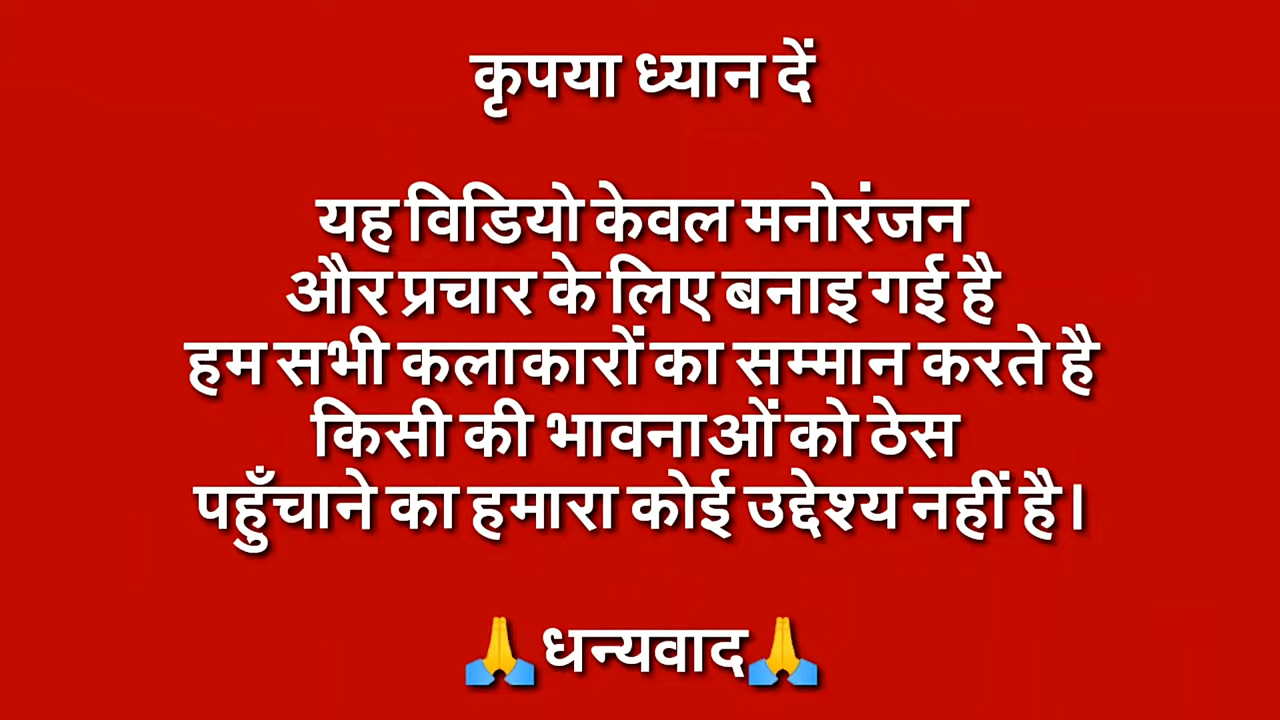 कृपया ध्यान दें
यह विडियो केवल मनोरंजन
और प्रचार के लिए बनाइ गई है
हम सभी कलाकारों का सम्मान करते है
किसी की भावनाओं को ठेस
पहुँचाने का हमारा कोई उद्देश्य नहीं है।
🙏धन्यवाद🙏